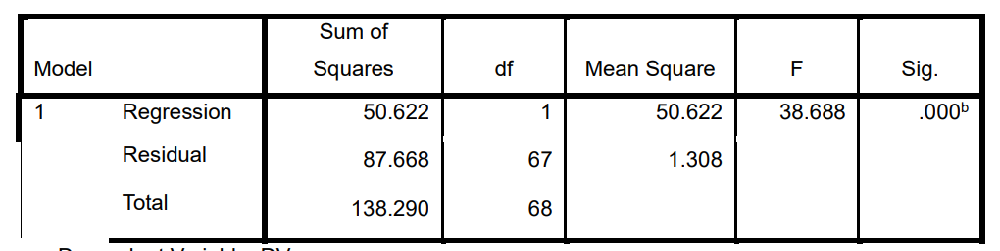 Sum of
Model Squares df Mean Square F Sig.
1 Regression 50.622 1 50.622 38.688 .000b
Residual 87.668 67 1.308
Total 138.290 68